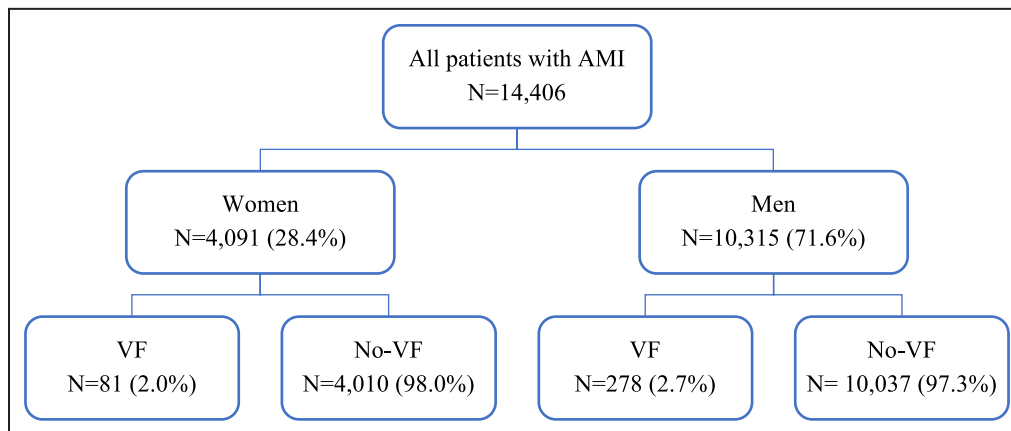 All patients with AMI
N=14,406
Women
N=4,091 (28.4%)
Men
N=10,315 (71.6%)
VF
N=81 (2.0%)
No-VF
N=4,010 (98.0%)
VF
N=278 (2.7%)
No-VF
N= 10,037 (97.3%)